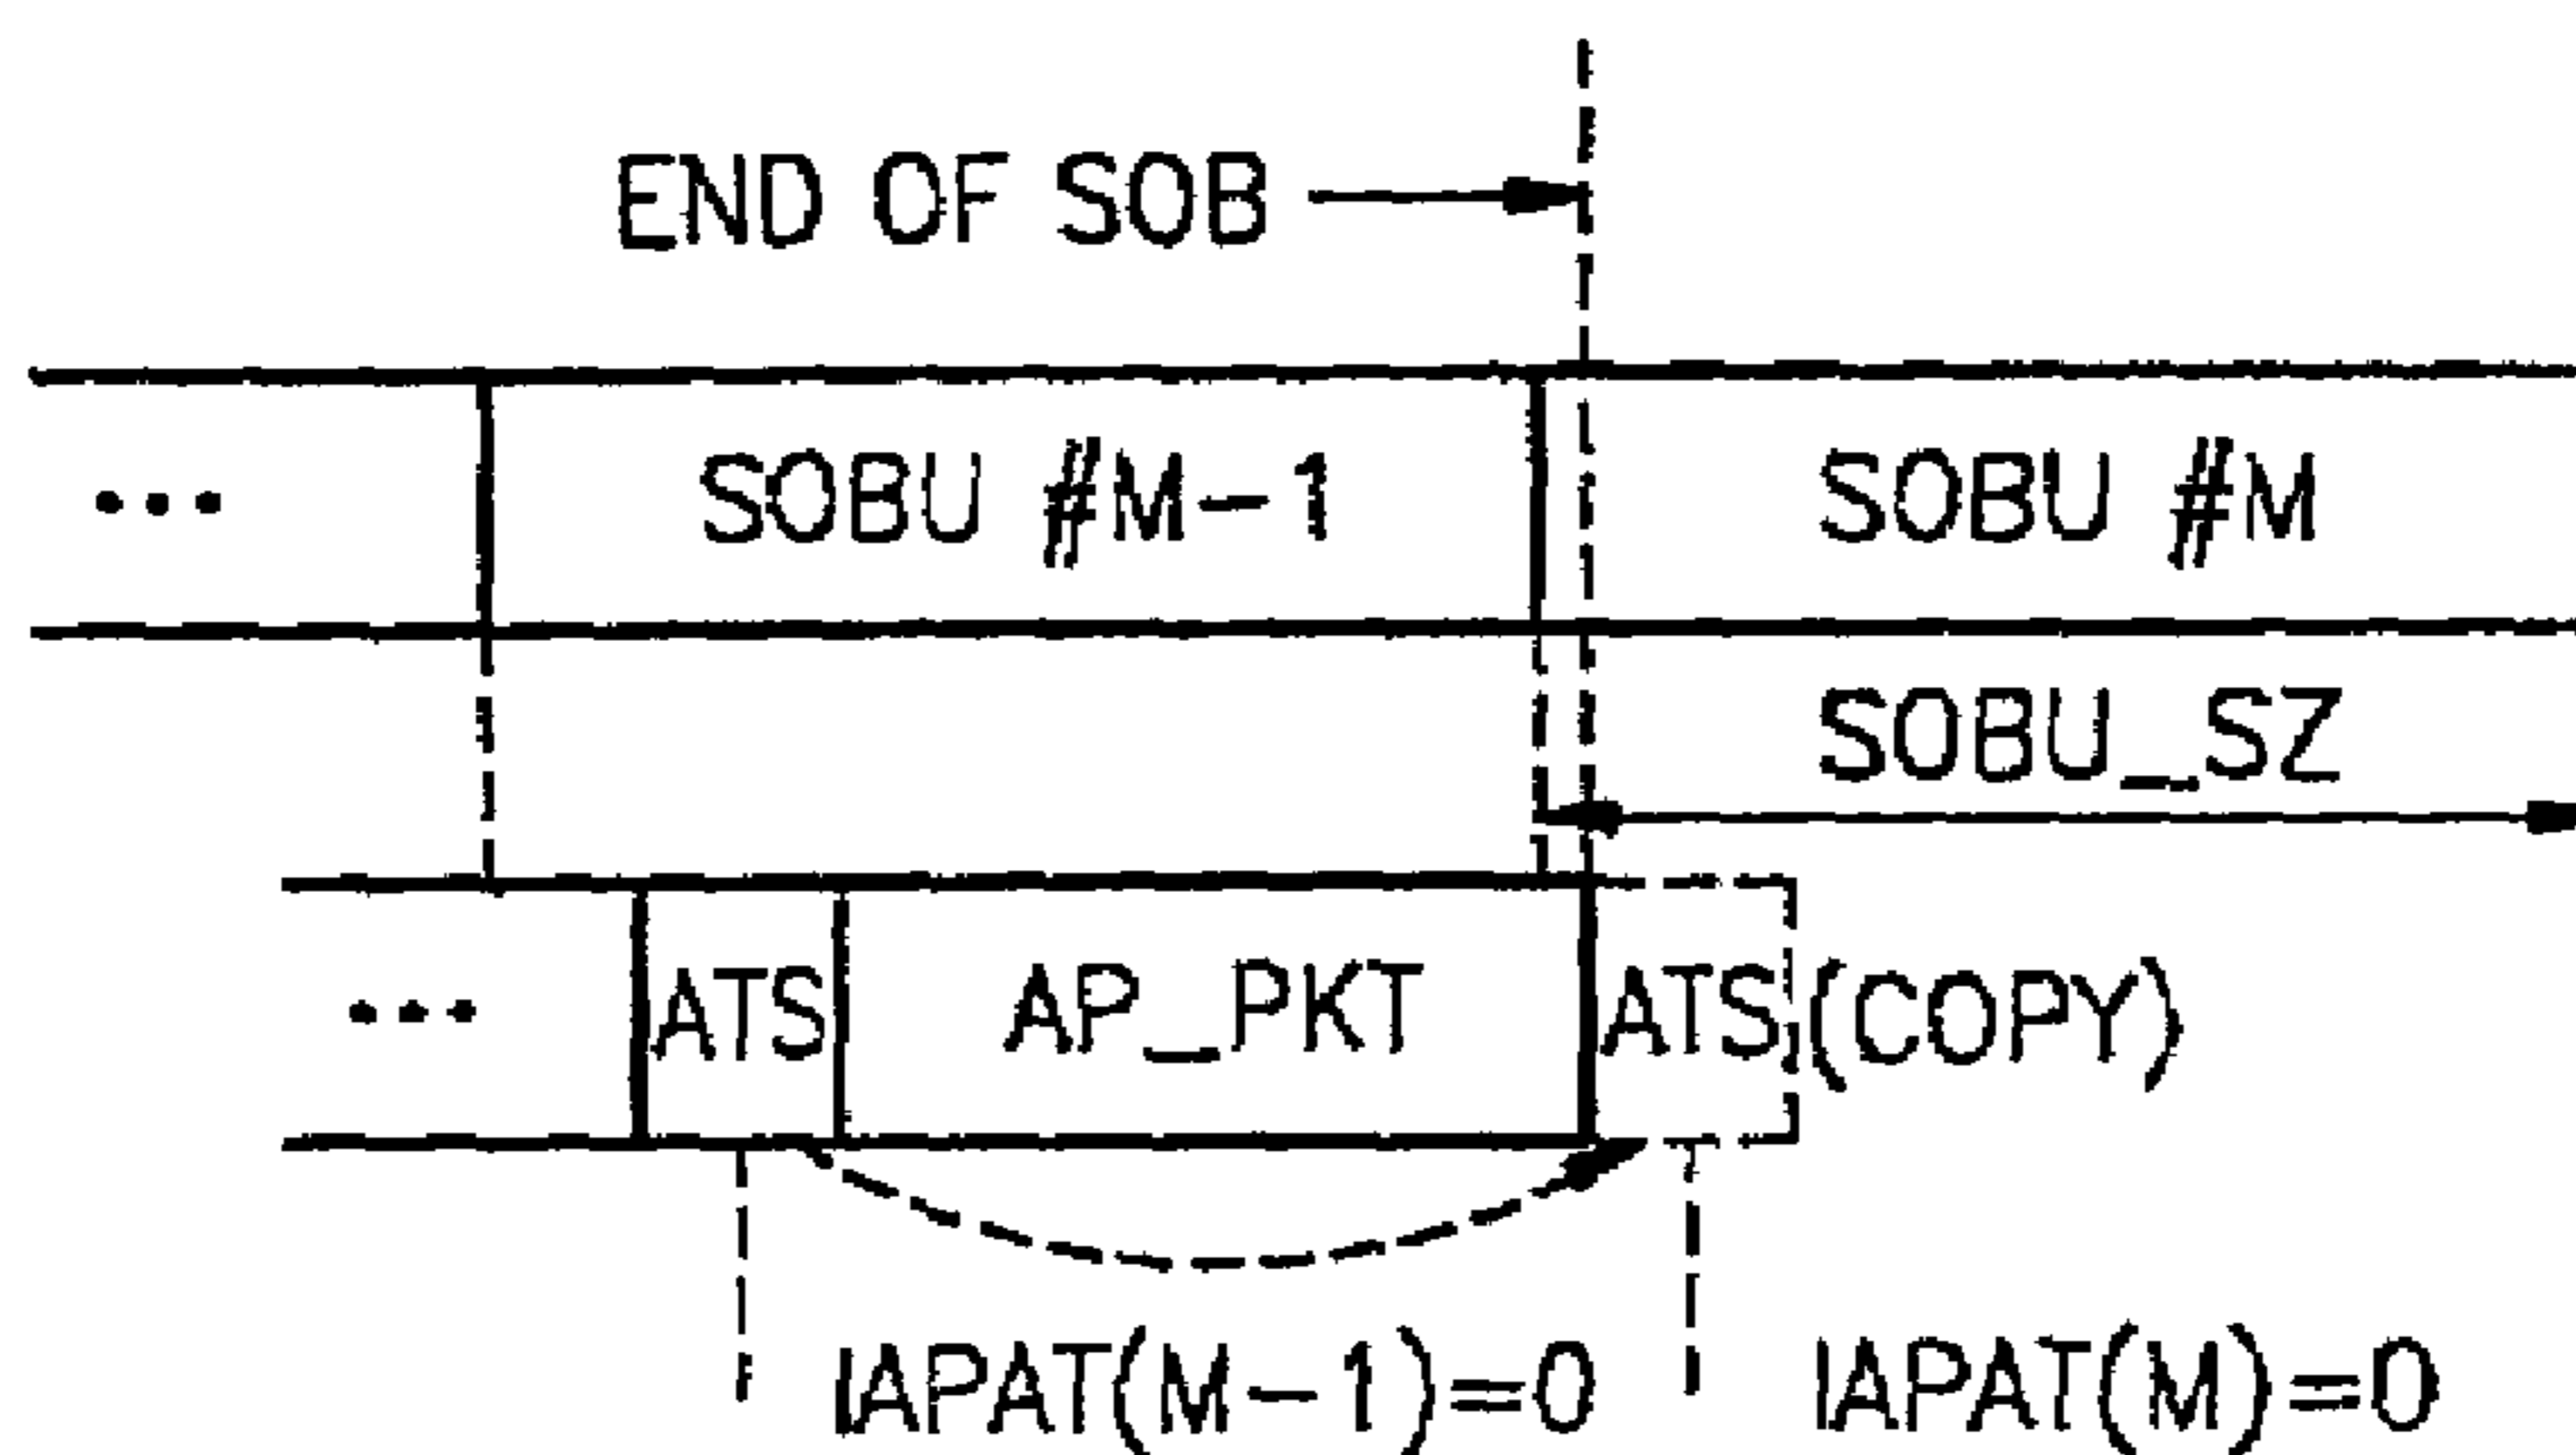 END OF SOB
... SOBU #M-1 SOBU #M
SOBU_SZ
... ATS AP_PKT ATS (COPY)
IAPAT(M-1)=0 IAPAT(M)=0